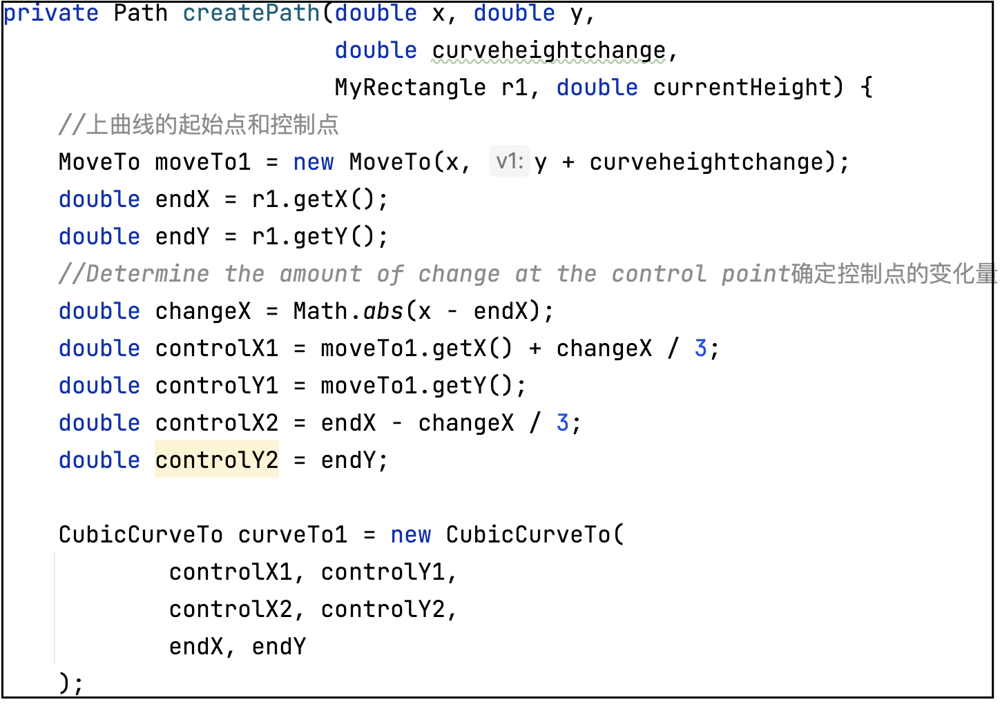 private Path createPath(double x, double y,
double curveheightchange,
MyRectangle r1, double currentHeight) {
//上曲线的起始点和控制点
MoveTo moveTo1 = new MoveTo(x, v1: y + curveheightchange);
double endX = r1.getX();
double endY = r1.getY();
//Determine the amount of change at the control point确定控制点的变化量
double changeX = Math.abs(x - endX);
double controlX1 = moveTo1.getX() + changeX / 3;
double controlY1 = moveTo1.getY();
double controlX2 = endX - changeX / 3;
double controlY2 = endY;
CubicCurveTo curveTo1 = new CubicCurveTo(
controlX1, controlY1,
controlX2, controlY2,
endX, endY
);